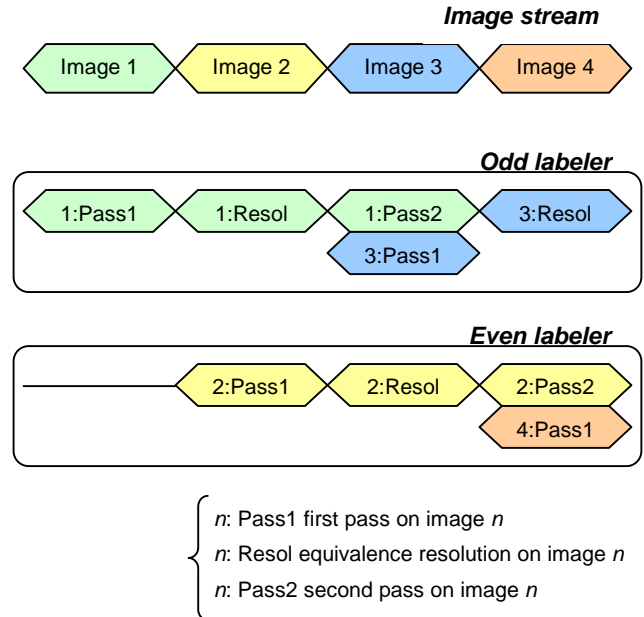 Image stream
Image 1 Image 2 Image 3 Image 4
Odd labeler
1:Pass1 1:Resol 1:Pass2 3:Resol
3:Pass1
Even labeler
2:Pass1 2:Resol 2:Pass2
4:Pass1
n: Pass1 first pass on image n
n: Resol equivalence resolution on image n
n: Pass2 second pass on image n